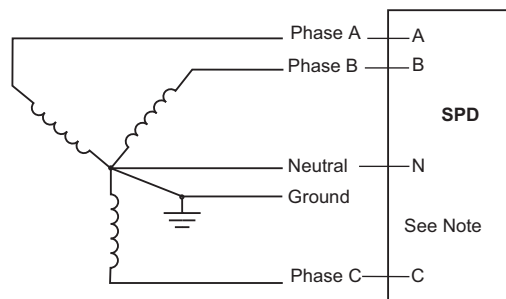 Phase A A
Phase B B
SPD
Neutral N
Ground
See Note
Phase C C